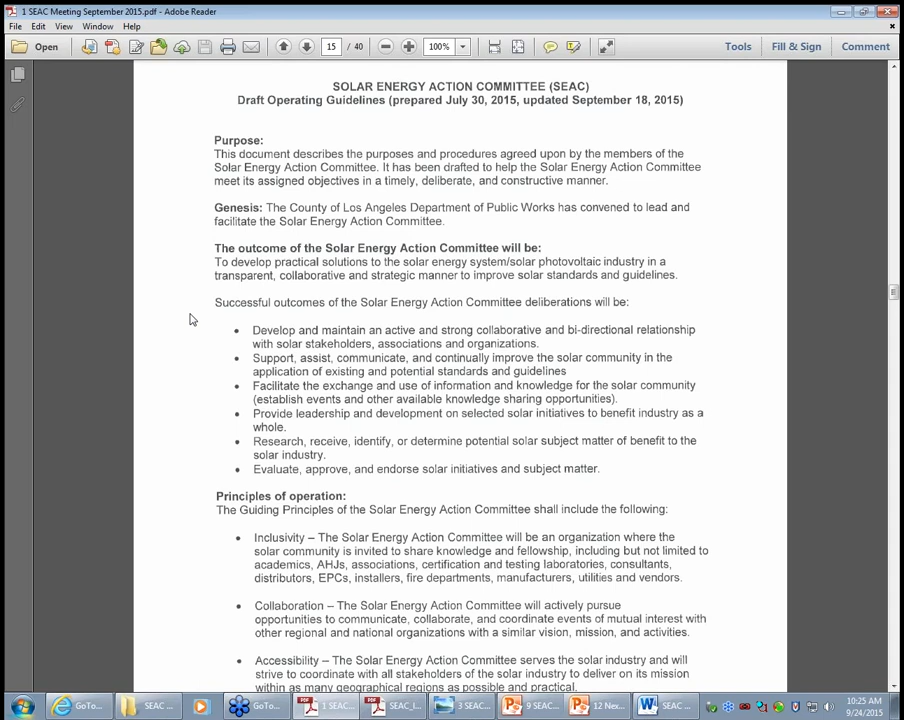 1 SEAC Meeting September 2015.pdf - Adobe Reader
File Edit View Window Help
Open 15 / 40 100% Tools Fill & Sign Comment
SOLAR ENERGY ACTION COMMITTEE (SEAC)
Draft Operating Guidelines (prepared July 30, 2015, updated September 18, 2015)
Purpose:
This document describes the purposes and procedures agreed upon by the members of the
Solar Energy Action Committee. It has been drafted to help the Solar Energy Action Committee
meet its assigned objectives in a timely, deliberate, and constructive manner.
Genesis: The County of Los Angeles Department of Public Works has convened to lead and
facilitate the Solar Energy Action Committee.
The outcome of the Solar Energy Action Committee will be:
To develop practical solutions to the solar energy system/solar photovoltaic industry in a
transparent, collaborative and strategic manner to improve solar standards and guidelines.
Successful outcomes of the Solar Energy Action Committee deliberations will be:
• Develop and maintain an active and strong collaborative and bi-directional relationship
with solar stakeholders, associations and organizations.
• Support, assist, communicate, and continually improve the solar community in the
application of existing and potential standards and guidelines
• Facilitate the exchange and use of information and knowledge for the solar community
(establish events and other available knowledge sharing opportunities).
• Provide leadership and development on selected solar initiatives to benefit industry as a
whole.
• Research, receive, identify, or determine potential solar subject matter of benefit to the
solar industry.
• Evaluate, approve, and endorse solar initiatives and subject matter.
Principles of operation:
The Guiding Principles of the Solar Energy Action Committee shall include the following:
• Inclusivity – The Solar Energy Action Committee will be an organization where the
solar community is invited to share knowledge and fellowship, including but not limited to
academics, AHJs, associations, certification and testing laboratories, consultants,
distributors, EPCs, installers, fire departments, manufacturers, utilities and vendors.
• Collaboration – The Solar Energy Action Committee will actively pursue
opportunities to communicate, collaborate, and coordinate events of mutual interest with
other regional and national organizations with a similar vision, mission, and activities.
• Accessibility – The Solar Energy Action Committee serves the solar industry and will
strive to coordinate with all stakeholders of the solar industry to deliver on its mission
within as many geographical regions as possible and practical.
GoTo... SEAC ... GoTo... 1 SEAC... SEAC_I... 3 SEAC... 9 SEAC... 12 Nex... SEAC ... 10:25 AM
9/24/2015